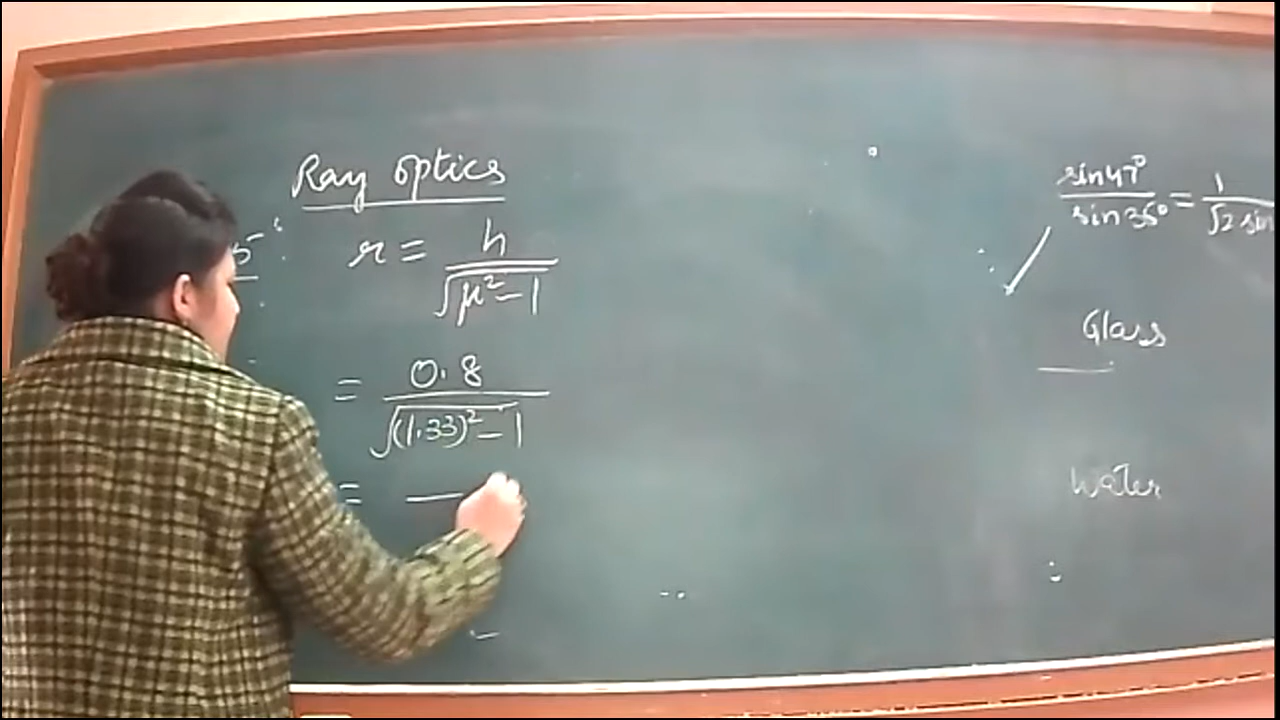 Ray optics
r = h / √μ² - 1
= 0.8 / √(1.33)² - 1
=
sin47° / sin35° = 1 / √2 sin
Glass
Water